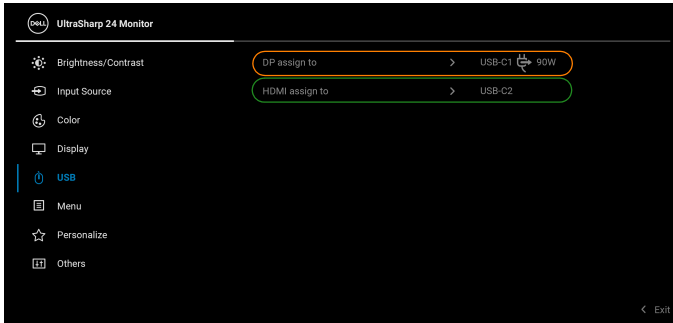 DELL UltraSharp 24 Monitor
Brightness/Contrast
DP assign to > USB-C1 90W
Input Source
HDMI assign to > USB-C2
Color
Display
USB
Menu
Personalize
Others
< Exit